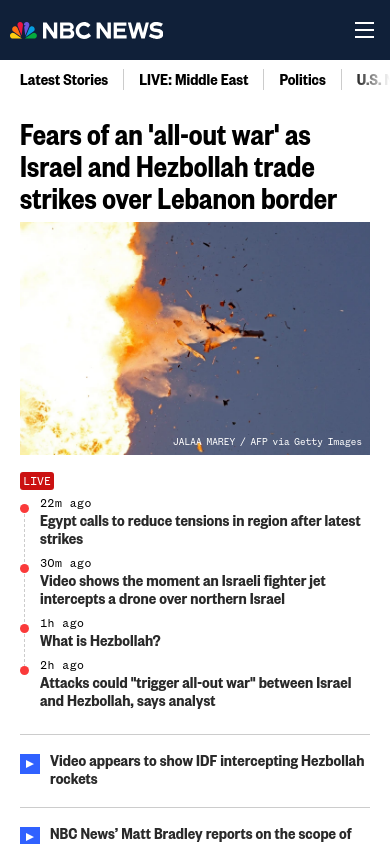 NBC NEWS
Latest Stories
LIVE: Middle East
Politics
U.S.
Fears of an 'all-out war' as
Israel and Hezbollah trade
strikes over Lebanon border
JALAA MAREY / AFP via Getty Images
LIVE
22m ago
Egypt calls to reduce tensions in region after latest
strikes
30m ago
Video shows the moment an Israeli fighter jet
intercepts a drone over northern Israel
1h ago
What is Hezbollah?
2h ago
Attacks could "trigger all-out war" between Israel
and Hezbollah, says analyst
Video appears to show IDF intercepting Hezbollah
rockets
NBC News’ Matt Bradley reports on the scope of